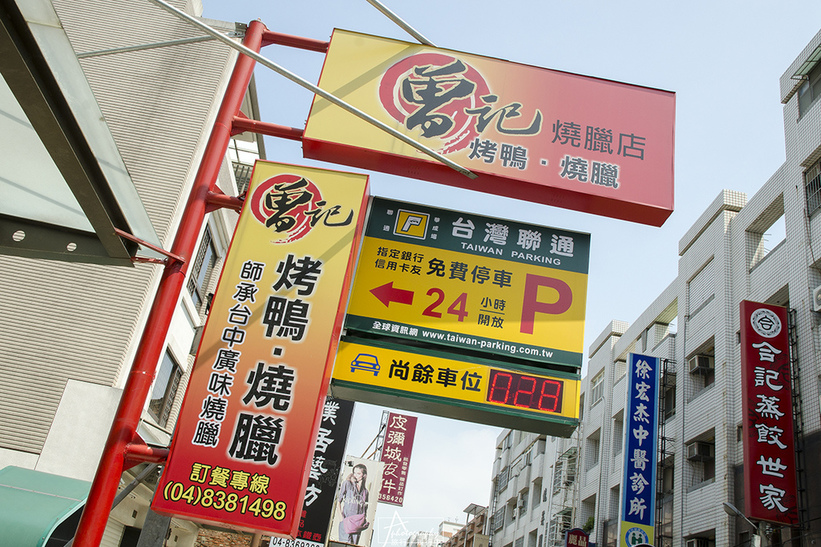 曾記
燒臘店
烤鴨·燒臘
曾記
烤鴨·燒臘
師承台中廣味燒臘
訂餐專線
(04)8381498
台灣聯通
TAIWAN PARKING
指定銀行
信用卡友
免費停車
24
小時
開放
P
全球資訊網 www.taiwan-parking.com.tw
尚餘車位
合記蒸餃世家
徐宏杰中醫診所
04-8368
056420